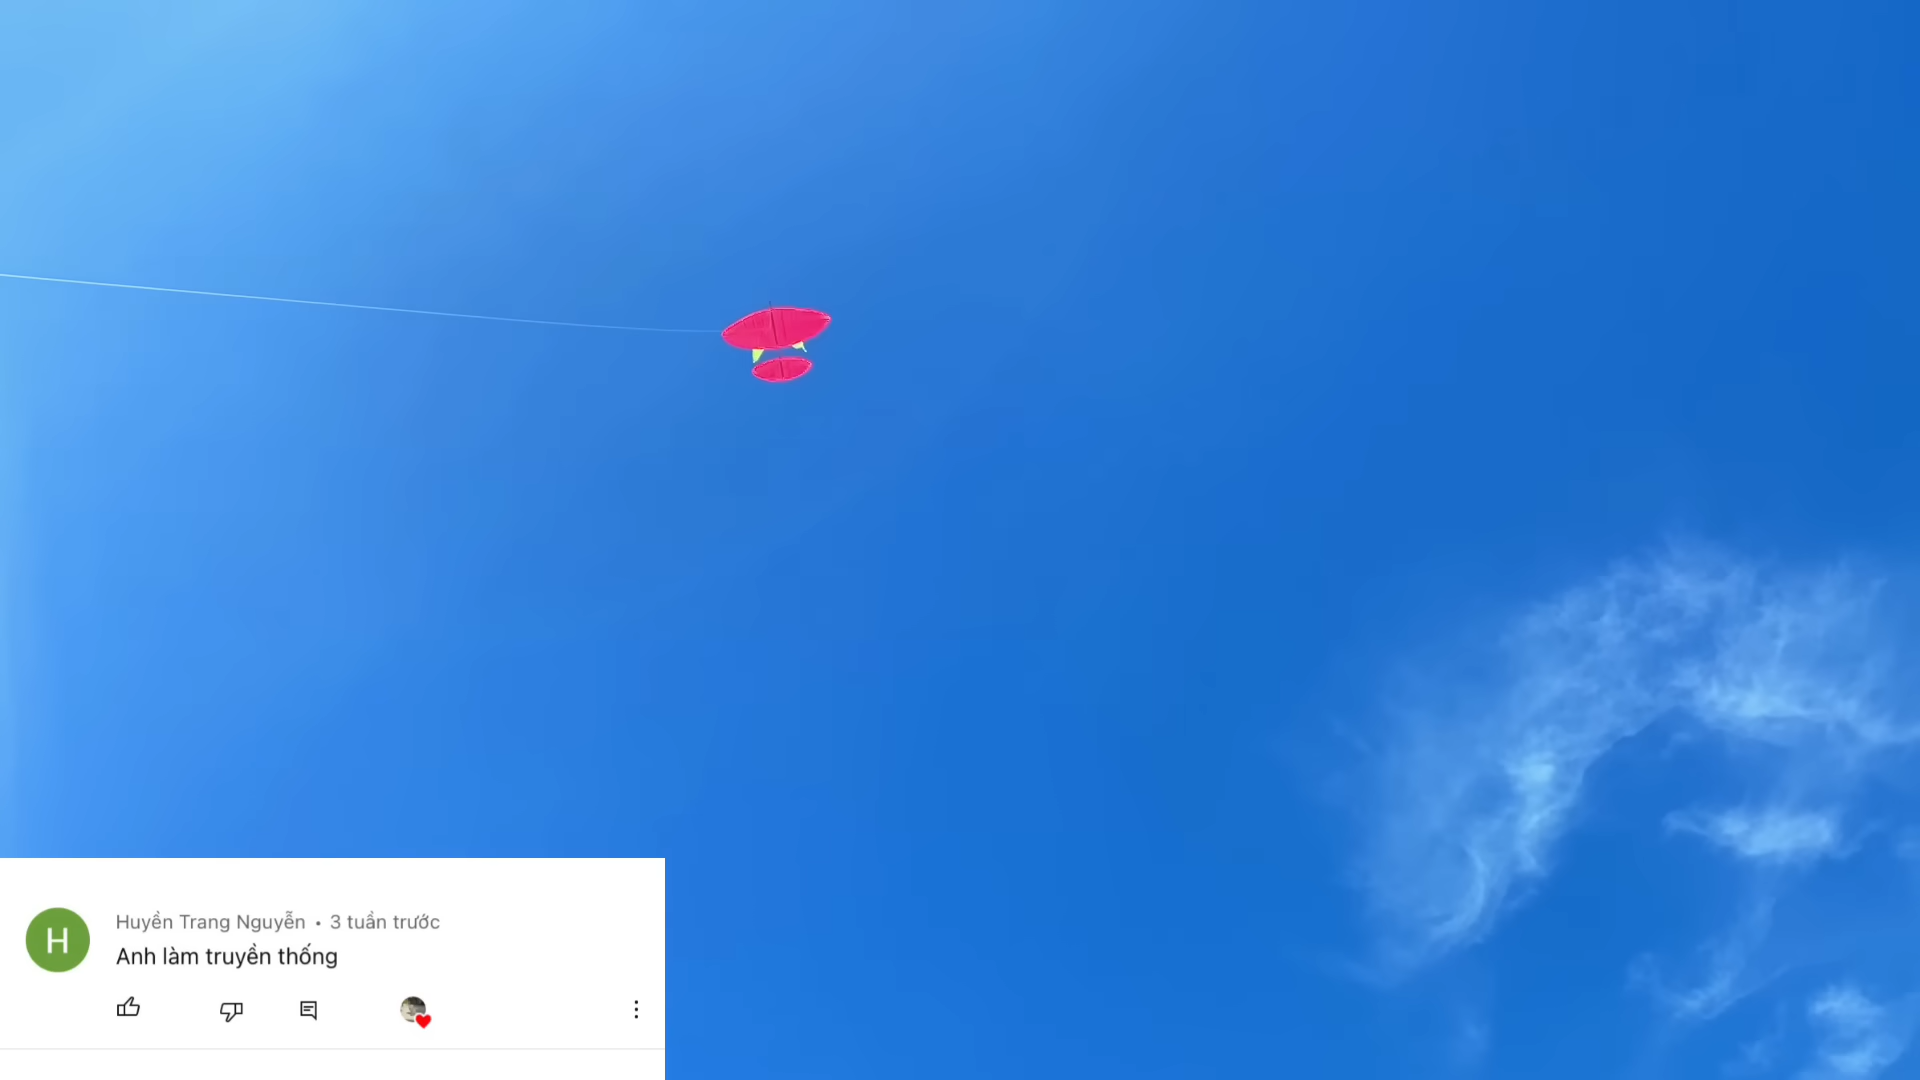 H
Huyền Trang Nguyễn • 3 tuần trước
Anh làm truyền thống